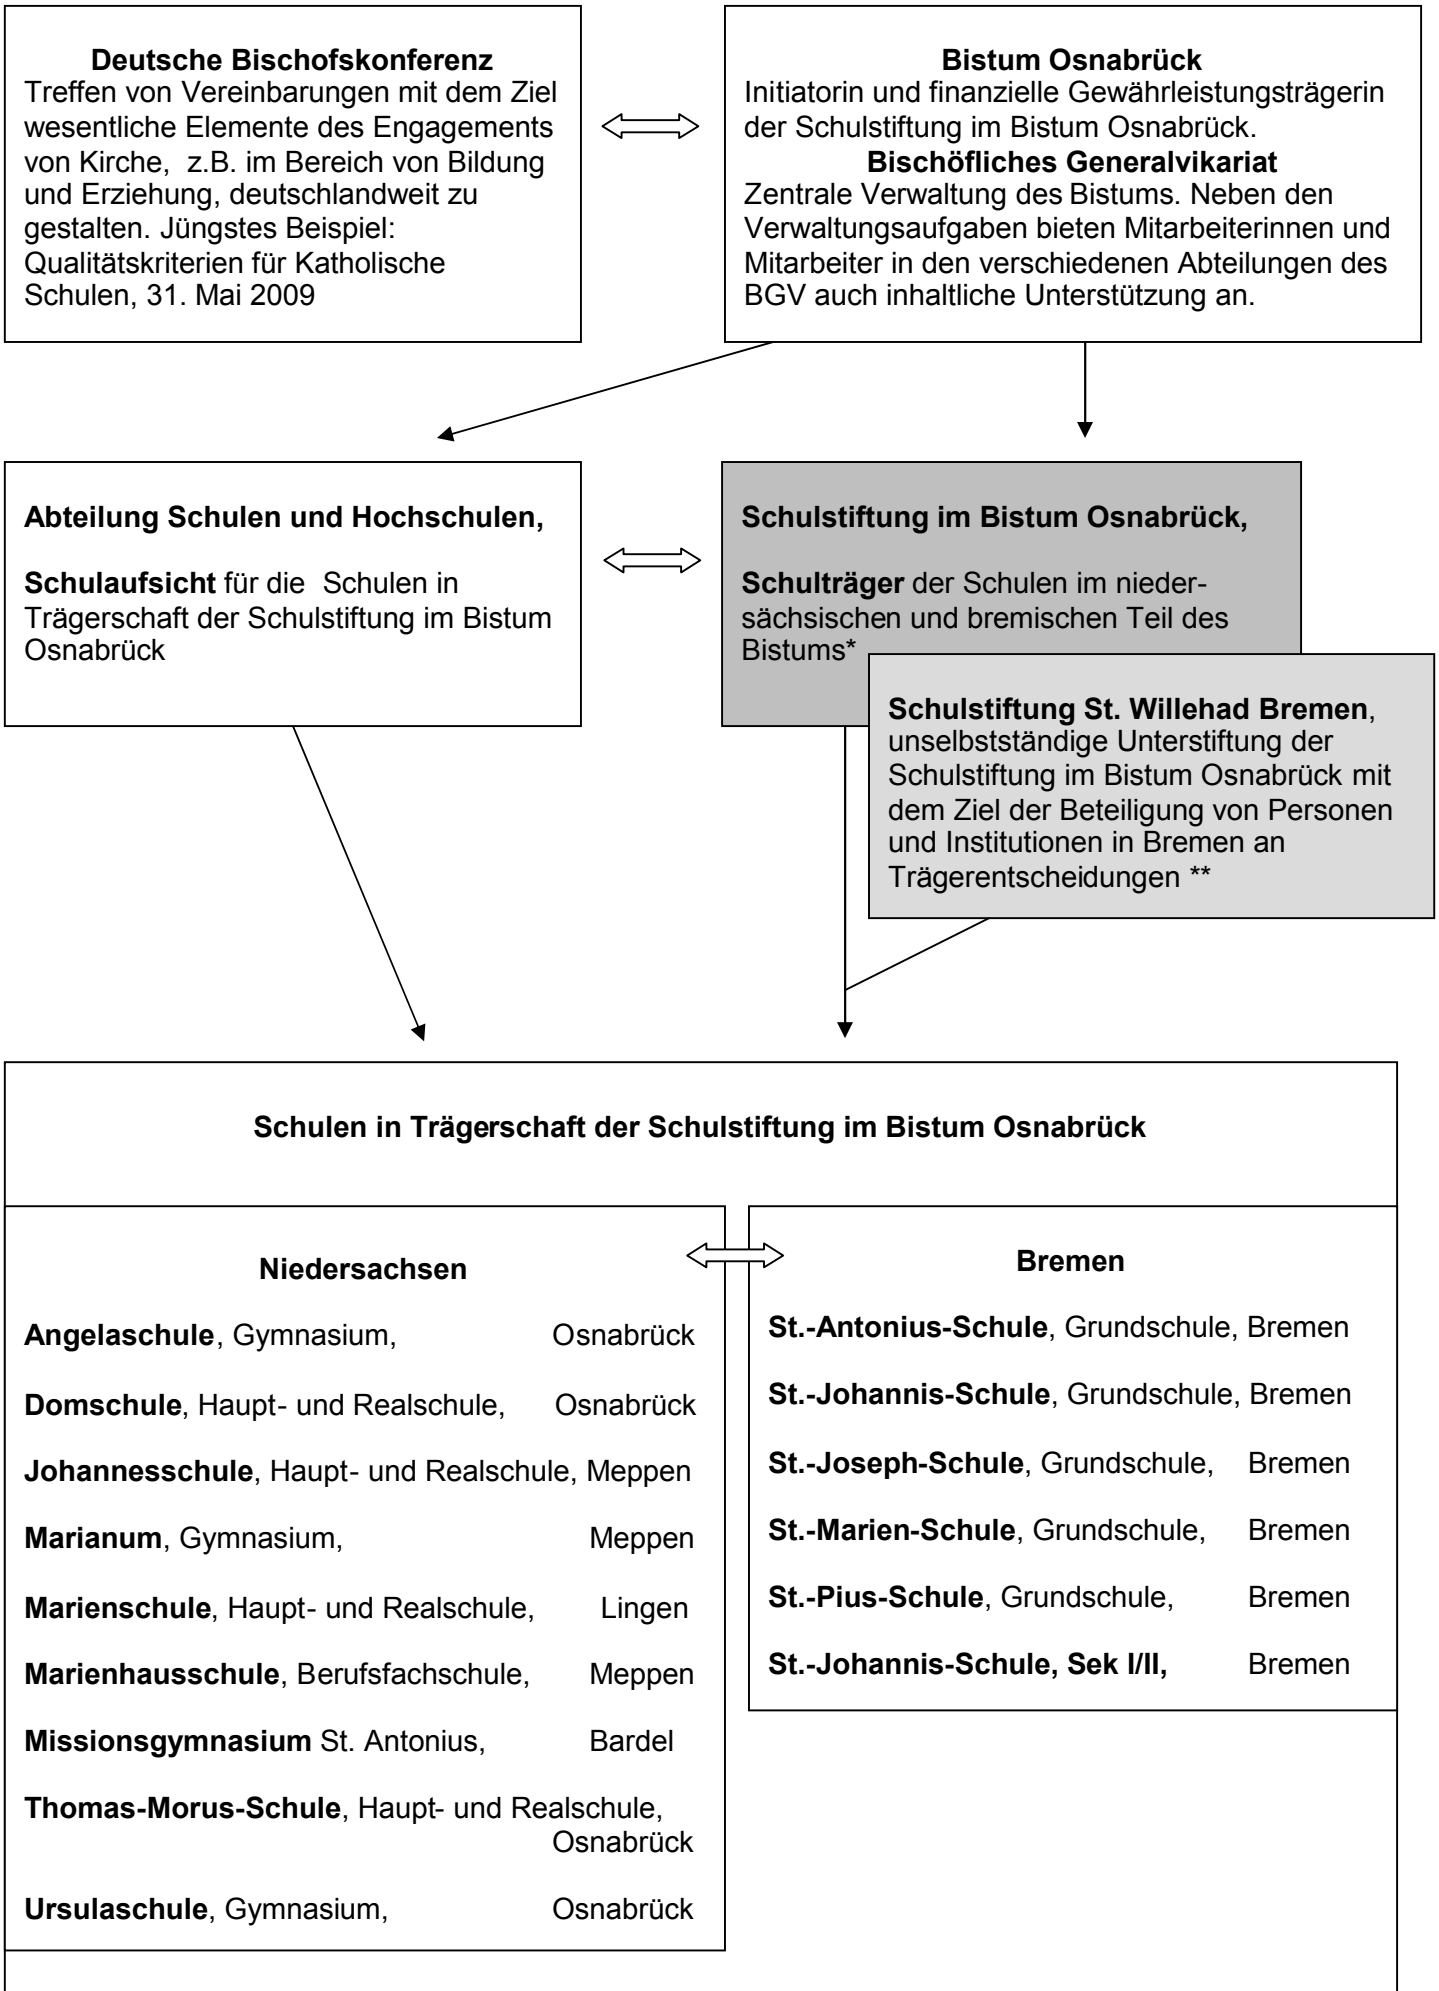 Deutsche Bischofskonferenz
Treffen von Vereinbarungen mit dem Ziel
wesentliche Elemente des Engagements
von Kirche, z.B. im Bereich von Bildung
und Erziehung, deutschlandweit zu
gestalten. Jüngstes Beispiel:
Qualitätskriterien für Katholische
Schulen, 31. Mai 2009
Bistum Osnabrück
Initiatorin und finanzielle Gewährleistungsträgerin
der Schulstiftung im Bistum Osnabrück.
Bischöfliches Generalvikariat
Zentrale Verwaltung des Bistums. Neben den
Verwaltungsaufgaben bieten Mitarbeiterinnen und
Mitarbeiter in den verschiedenen Abteilungen des
BGV auch inhaltliche Unterstützung an.
Abteilung Schulen und Hochschulen,
Schulaufsicht für die Schulen in
Trägerschaft der Schulstiftung im Bistum
Osnabrück
Schulstiftung im Bistum Osnabrück,
Schulträger der Schulen im nieder-
sächsischen und bremischen Teil des
Bistums*
Schulstiftung St. Willehad Bremen,
unselbstständige Unterstiftung der
Schulstiftung im Bistum Osnabrück mit
dem Ziel der Beteiligung von Personen
und Institutionen in Bremen an
Trägerentscheidungen **
Schulen in Trägerschaft der Schulstiftung im Bistum Osnabrück
Niedersachsen
Angelaschule, Gymnasium, Osnabrück
Domschule, Haupt- und Realschule, Osnabrück
Johannesschule, Haupt- und Realschule, Meppen
Marianum, Gymnasium, Meppen
Marienschule, Haupt- und Realschule, Lingen
Marienhausschule, Berufsfachschule, Meppen
Missionsgymnasium St. Antonius, Bardel
Thomas-Morus-Schule, Haupt- und Realschule,
Osnabrück
Ursulaschule, Gymnasium, Osnabrück
Bremen
St.-Antonius-Schule, Grundschule, Bremen
St.-Johannis-Schule, Grundschule, Bremen
St.-Joseph-Schule, Grundschule, Bremen
St.-Marien-Schule, Grundschule, Bremen
St.-Pius-Schule, Grundschule, Bremen
St.-Johannis-Schule, Sek I/II, Bremen